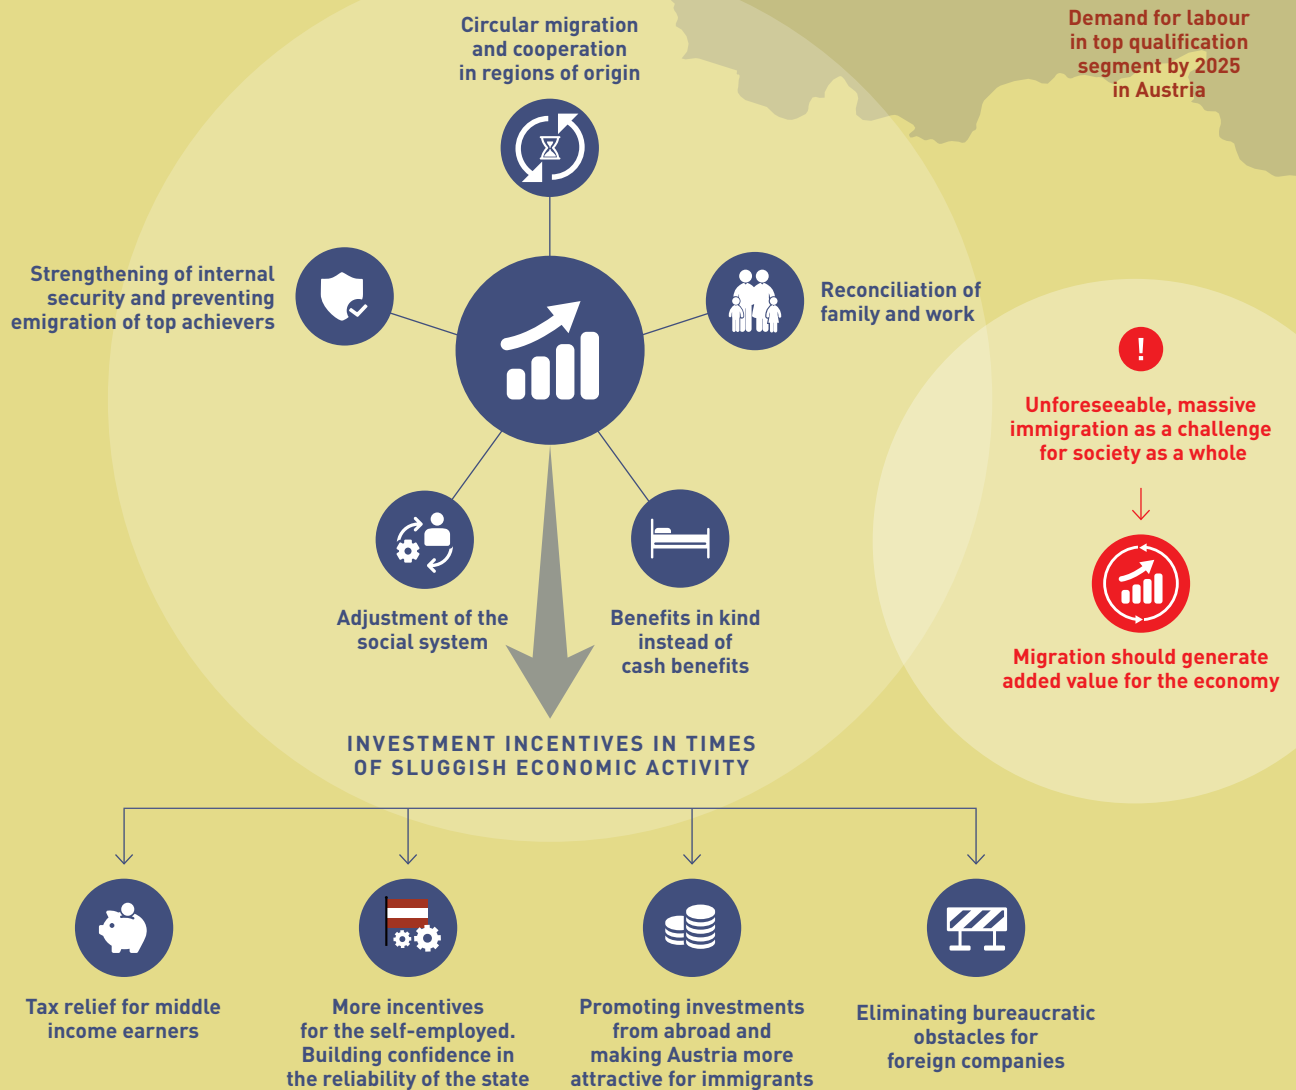 Circular migration
and cooperation
in regions of origin
Demand for labour
in top qualification
segment by 2025
in Austria
Strengthening of internal
security and preventing
emigration of top achievers
Reconciliation of
family and work
!
Unforeseeable, massive
immigration as a challenge
for society as a whole
Migration should generate
added value for the economy
Adjustment of the
social system
Benefits in kind
instead of
cash benefits
INVESTMENT INCENTIVES IN TIMES
OF SLUGGISH ECONOMIC ACTIVITY
Tax relief for middle
income earners
More incentives
for the self-employed.
Building confidence in
the reliability of the state
Promoting investments
from abroad and
making Austria more
attractive for immigrants
Eliminating bureaucratic
obstacles for
foreign companies